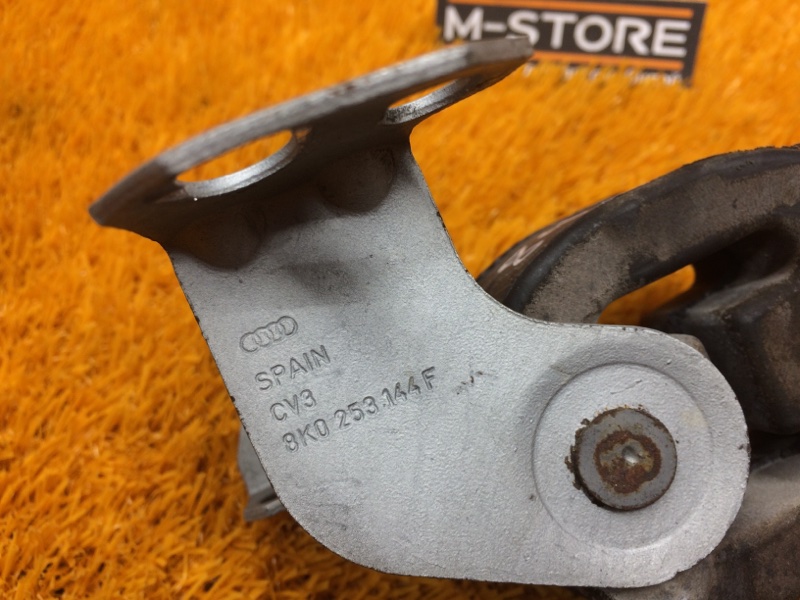 M-STORE
SPAIN
CV3
8K0 253 144 F